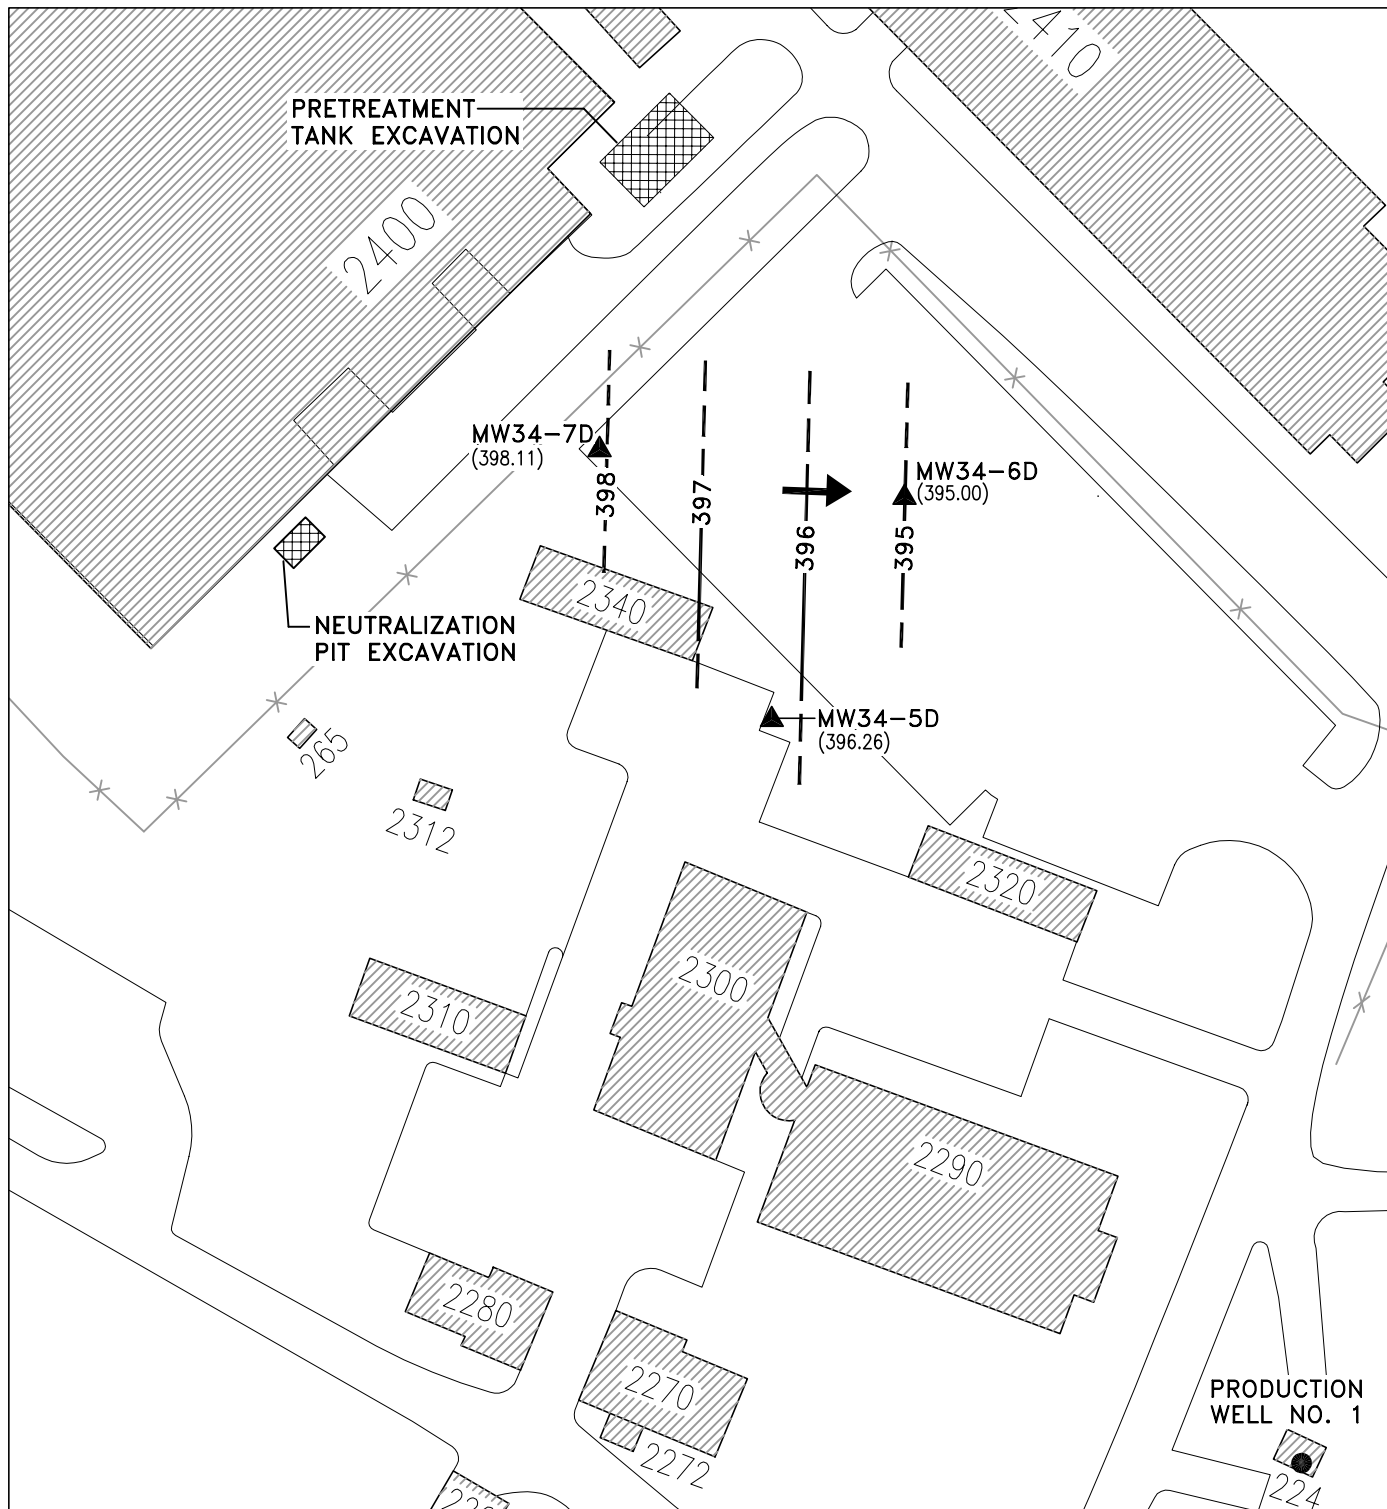 2410
PRETREATMENT
TANK EXCAVATION
2400
MW34-7D
(398.11)
398
397
396
395
MW34-6D
(395.00)
2340
NEUTRALIZATION
PIT EXCAVATION
MW34-5D
(396.26)
265
2312
2320
2300
2310
2290
2280
2270
2272
PRODUCTION
WELL NO. 1
224